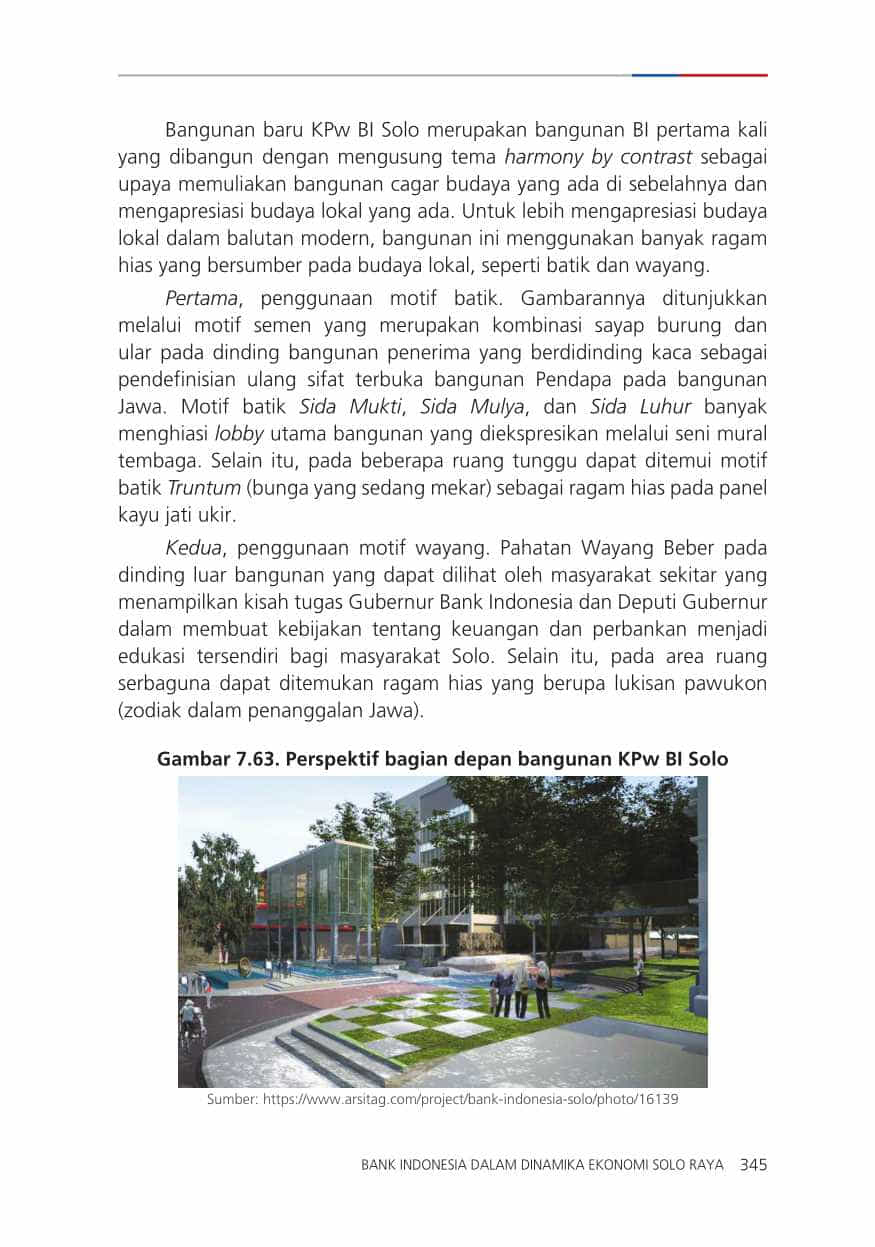 Bangunan baru KPw BI Solo merupakan bangunan BI pertama kali
yang dibangun dengan mengusung tema harmony by contrast sebagai
upaya memuliakan bangunan cagar budaya yang ada di sebelahnya dan
mengapresiasi budaya lokal yang ada. Untuk lebih mengapresiasi budaya
lokal dalam balutan modern, bangunan ini menggunakan banyak ragam
hias yang bersumber pada budaya lokal, seperti batik dan wayang.
Pertama, penggunaan motif batik. Gambarannya ditunjukkan
melalui motif semen yang merupakan kombinasi sayap burung dan
ular pada dinding bangunan penerima yang berdidinding kaca sebagai
pendefinisian ulang sifat terbuka bangunan Pendapa pada bangunan
Jawa. Motif batik Sida Mukti, Sida Mulya, dan Sida Luhur banyak
menghiasi lobby utama bangunan yang diekspresikan melalui seni mural
tembaga. Selain itu, pada beberapa ruang tunggu dapat ditemui motif
batik Truntum (bunga yang sedang mekar) sebagai ragam hias pada panel
kayu jati ukir.
Kedua, penggunaan motif wayang. Pahatan Wayang Beber pada
dinding luar bangunan yang dapat dilihat oleh masyarakat sekitar yang
menampilkan kisah tugas Gubernur Bank Indonesia dan Deputi Gubernur
dalam membuat kebijakan tentang keuangan dan perbankan menjadi
edukasi tersendiri bagi masyarakat Solo. Selain itu, pada area ruang
serbaguna dapat ditemukan ragam hias yang berupa lukisan pawukon
(zodiak dalam penanggalan Jawa).
Gambar 7.63. Perspektif bagian depan bangunan KPw BI Solo
Sumber: https://www.arsitag.com/project/bank-indonesia-solo/photo/16139
BANK INDONESIA DALAM DINAMIKA EKONOMI SOLO RAYA 345